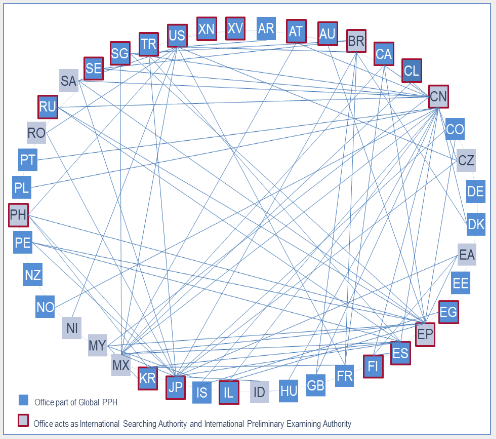 US XN XV AR AT
TR AU
SG BR
SE CA
SA CL
RU CN
RO CO
PT CZ
PL DE
PH DK
PE EA
NZ EE
NO EG
NI EP
MY ES
MX FI
KR JP IS IL ID HU GB FR
Office part of Global PPH
Office acts as International Searching Authority and International Preliminary Examining Authority